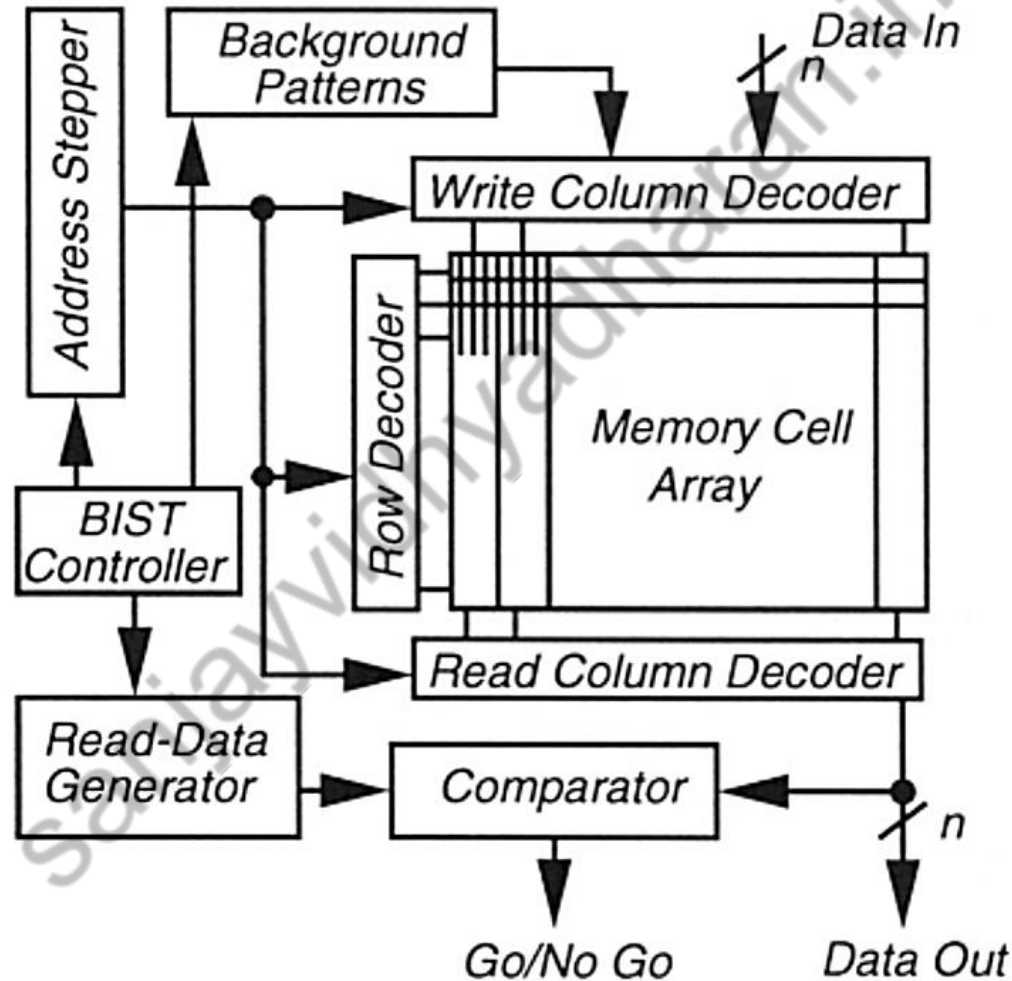 Address Stepper
Background
Patterns
Data In
n
Write Column Decoder
Row Decoder
Memory Cell
Array
BIST
Controller
Read Column Decoder
Read-Data
Generator
Comparator
n
Go/No Go
Data Out